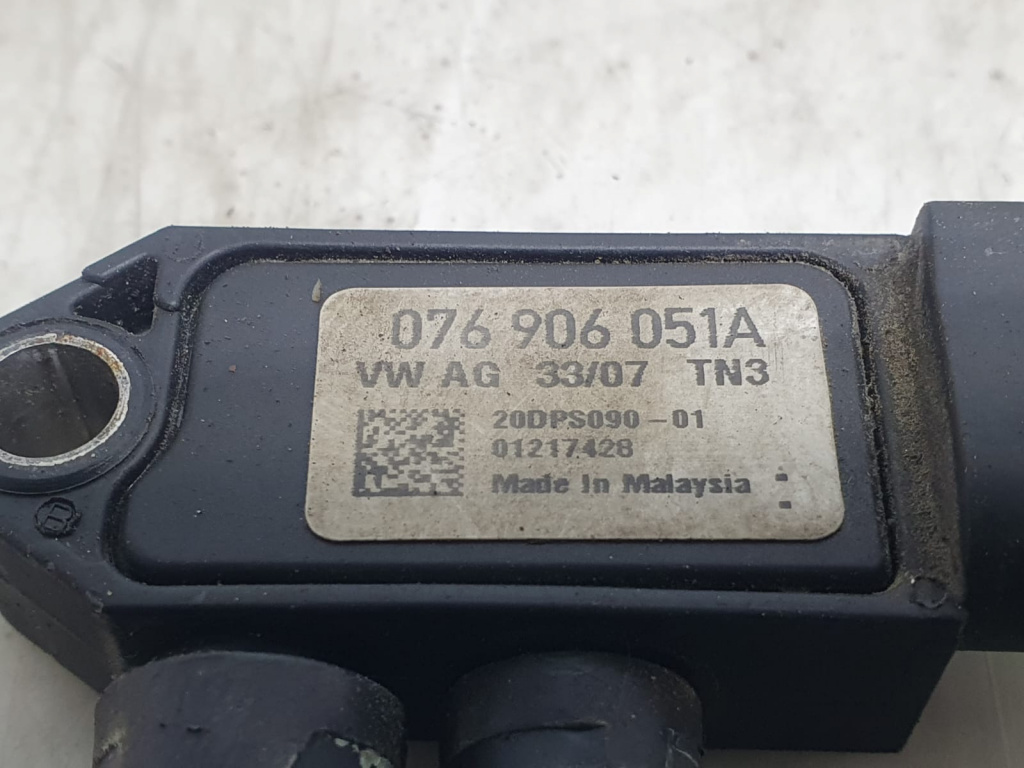 076 906 051A
VW AG 33/07 TN3
20DPS090-01
01217428
Made In Malaysia
B